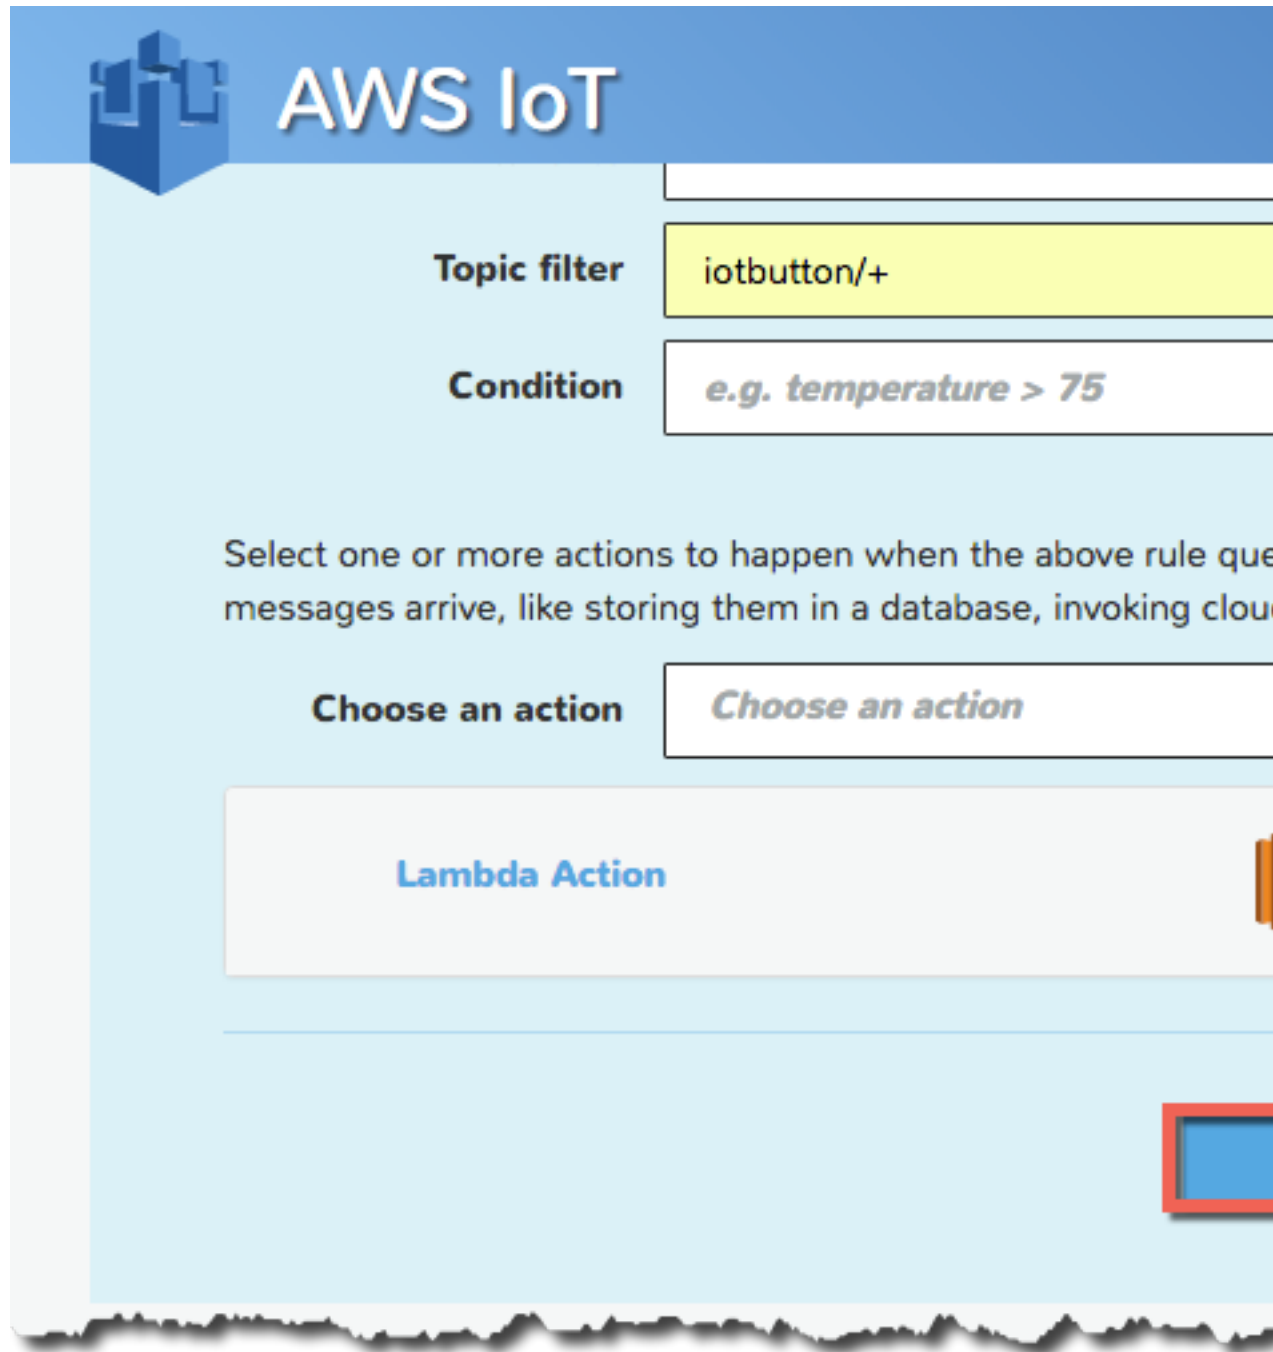 AWS IoT
Topic filter
iotbutton/+
Condition
e.g. temperature > 75
Select one or more actions to happen when the above rule que
messages arrive, like storing them in a database, invoking clou
Choose an action
Choose an action
Lambda Action